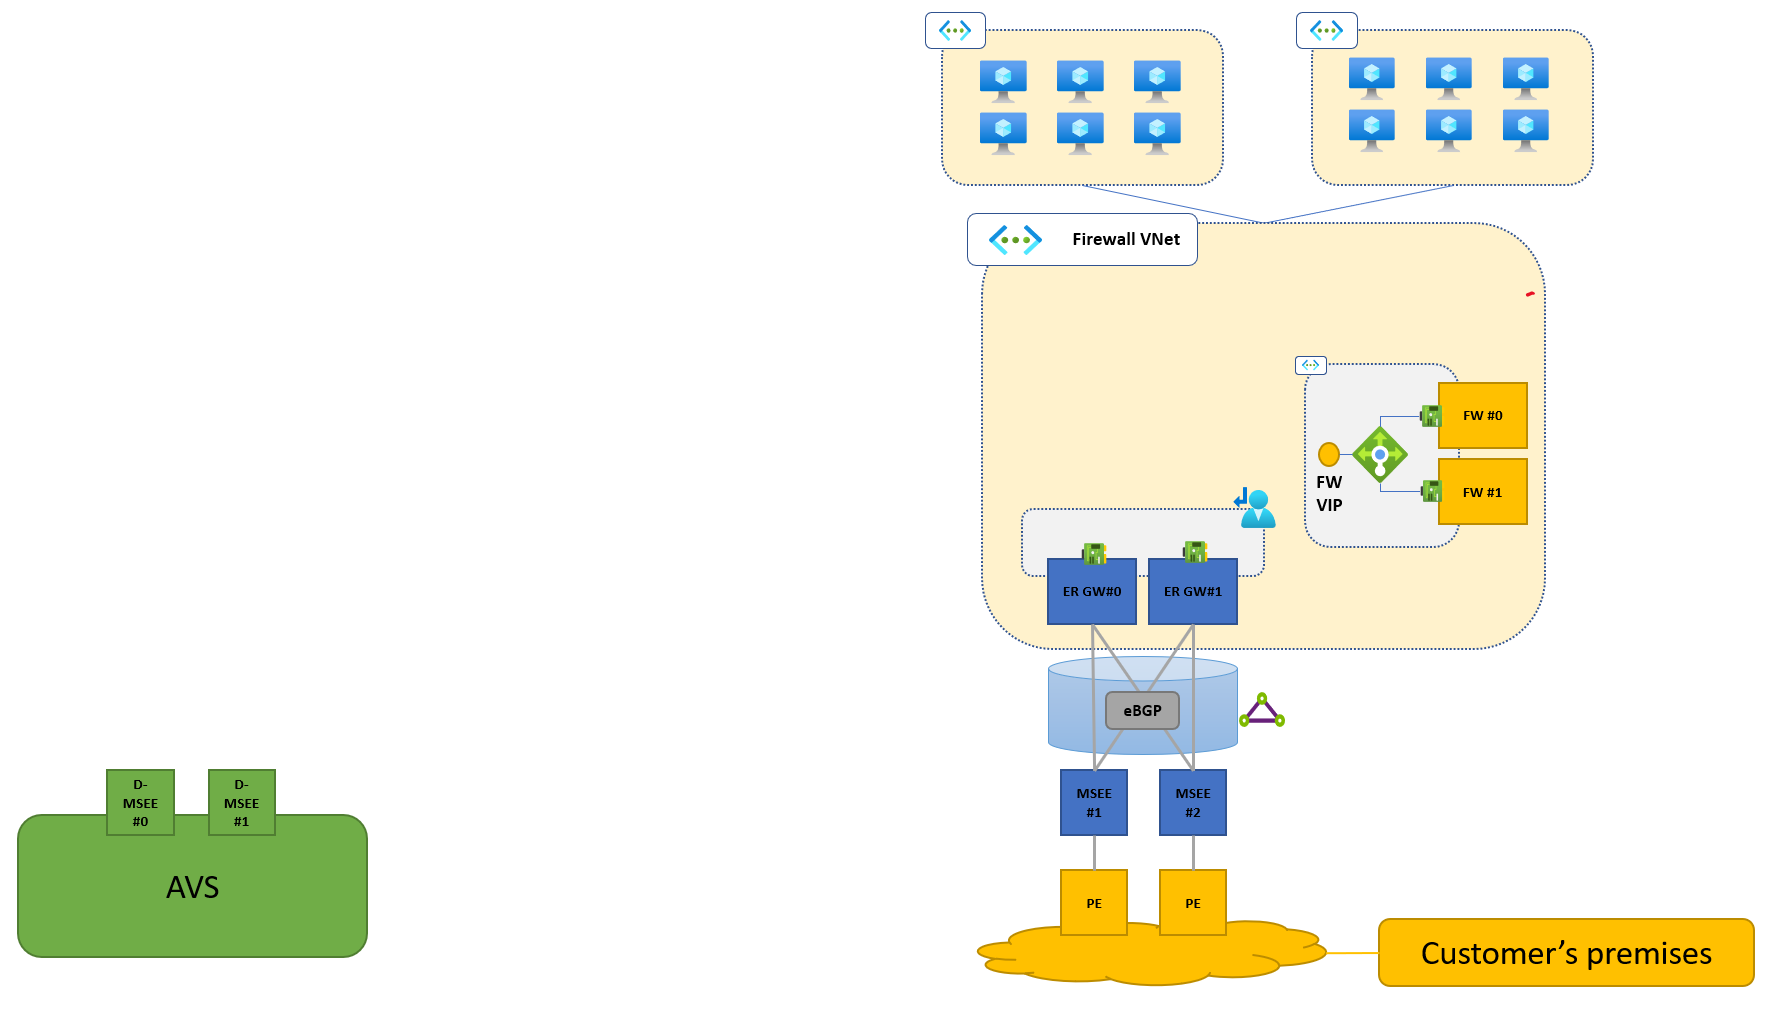 Firewall VNet
FW #0
FW #1
FW
VIP
ER GW#0
ER GW#1
eBGP
D-
MSEE
#0
D-
MSEE
#1
MSEE
#1
MSEE
#2
AVS
PE
PE
Customer’s premises